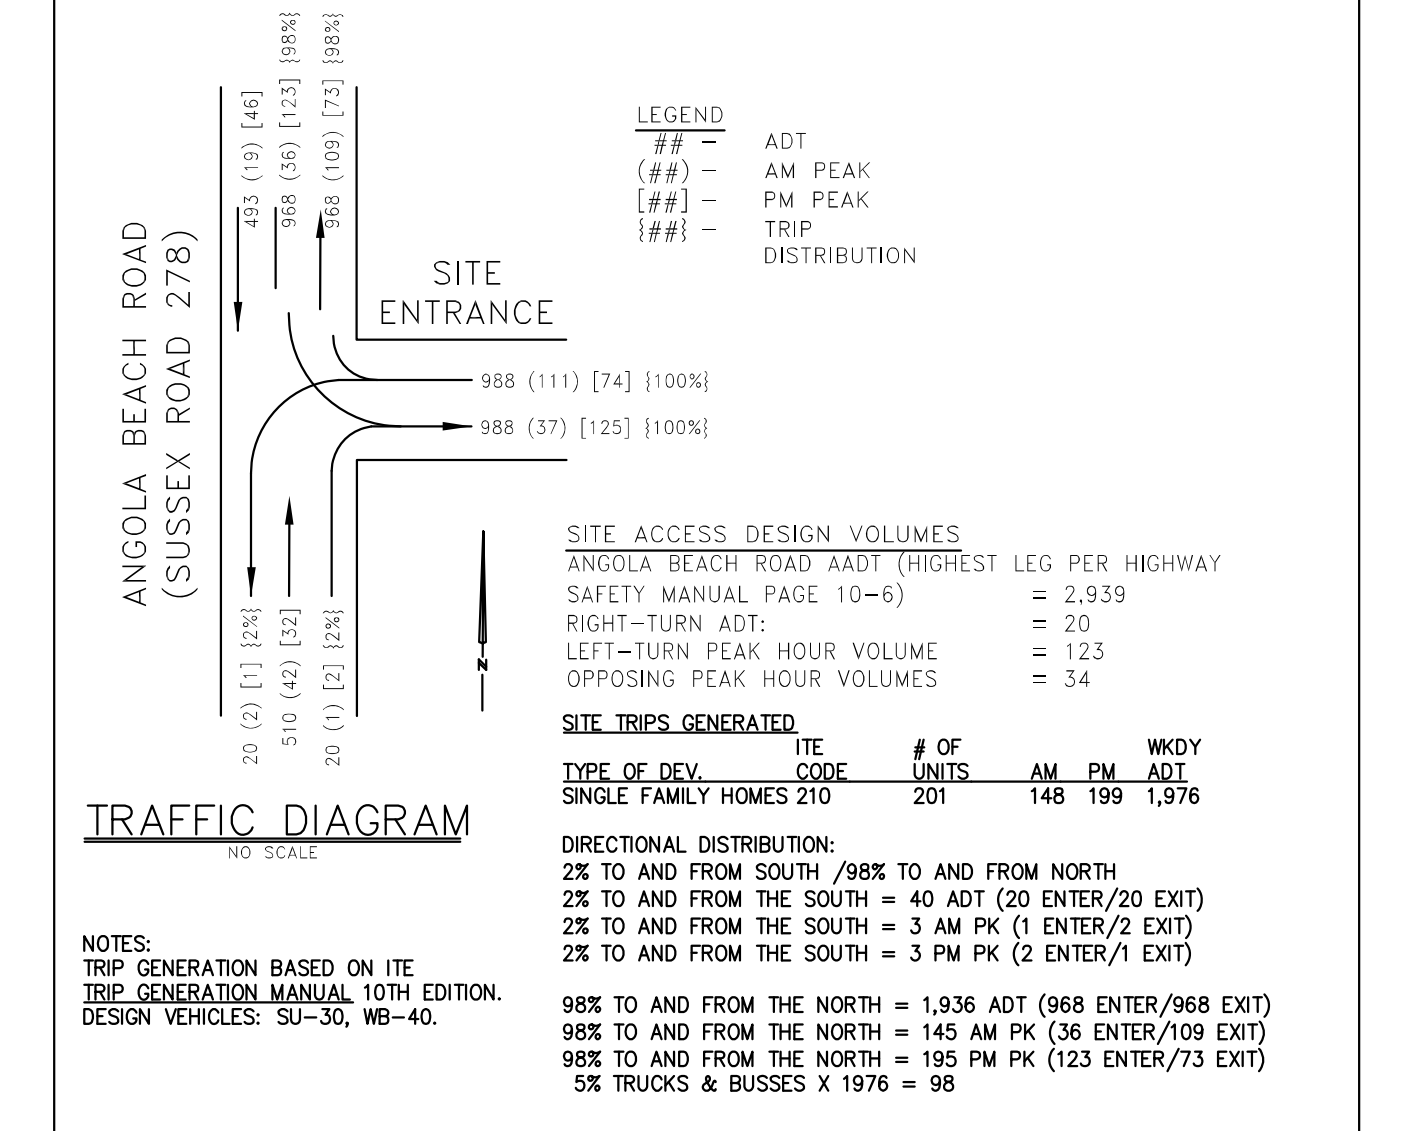 493 (19) [46]
968 (36) [123] {98%}
968 (109) [73] {98%}
LEGEND
## – ADT
(##) – AM PEAK
[##] – PM PEAK
{##} – TRIP
DISTRIBUTION
ANGOLA BEACH ROAD
(SUSSEX ROAD 278)
SITE
ENTRANCE
988 (111) [74] {100%}
988 (37) [125] {100%}
20 (2) [1] {2%}
510 (42) [32]
20 (1) [2] {2%}
N
TRAFFIC DIAGRAM
NO SCALE
SITE ACCESS DESIGN VOLUMES
ANGOLA BEACH ROAD AADT (HIGHEST LEG PER HIGHWAY
SAFETY MANUAL PAGE 10–6) = 2,939
RIGHT–TURN ADT: = 20
LEFT–TURN PEAK HOUR VOLUME = 123
OPPOSING PEAK HOUR VOLUMES = 34
SITE TRIPS GENERATED
ITE # OF WKDY
TYPE OF DEV. CODE UNITS AM PM ADT
SINGLE FAMILY HOMES 210 201 148 199 1,976
DIRECTIONAL DISTRIBUTION:
2% TO AND FROM SOUTH /98% TO AND FROM NORTH
2% TO AND FROM THE SOUTH = 40 ADT (20 ENTER/20 EXIT)
2% TO AND FROM THE SOUTH = 3 AM PK (1 ENTER/2 EXIT)
2% TO AND FROM THE SOUTH = 3 PM PK (2 ENTER/1 EXIT)
98% TO AND FROM THE NORTH = 1,936 ADT (968 ENTER/968 EXIT)
98% TO AND FROM THE NORTH = 145 AM PK (36 ENTER/109 EXIT)
98% TO AND FROM THE NORTH = 195 PM PK (123 ENTER/73 EXIT)
5% TRUCKS & BUSSES X 1976 = 98
NOTES:
TRIP GENERATION BASED ON ITE
TRIP GENERATION MANUAL 10TH EDITION.
DESIGN VEHICLES: SU–30, WB–40.